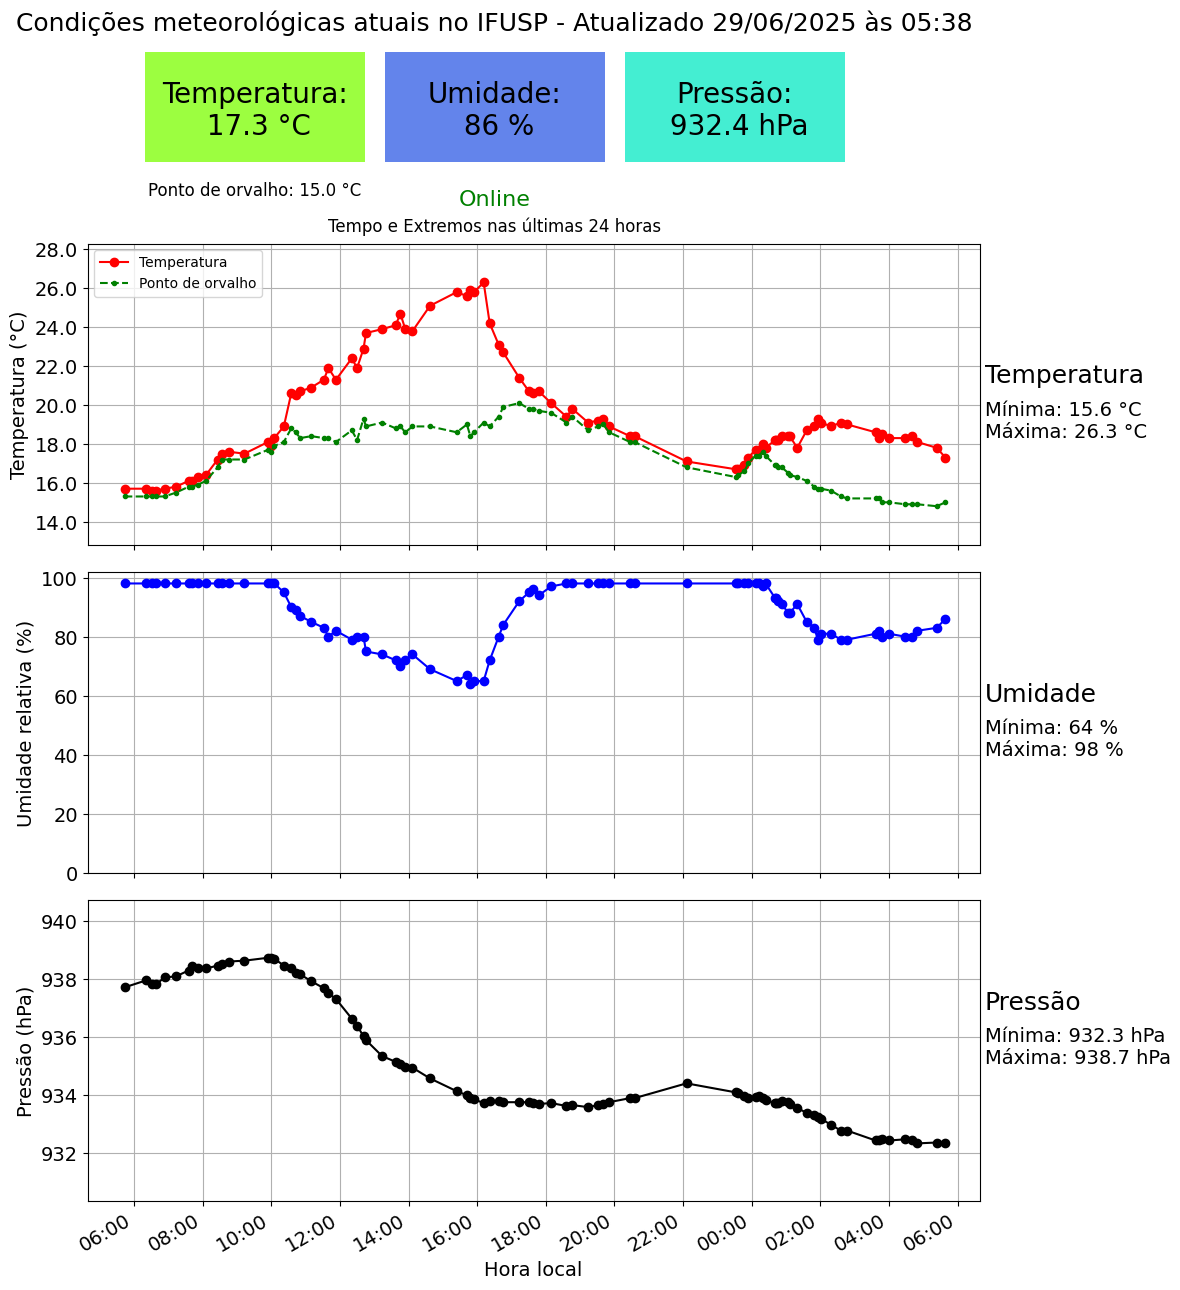 Condições meteorológicas atuais no IFUSP - Atualizado 29/06/2025 às 05:38
Temperatura:
17.3 °C
Umidade:
86 %
Pressão:
932.4 hPa
Ponto de orvalho: 15.0 °C
Online
Tempo e Extremos nas últimas 24 horas
28.0
26.0
24.0
22.0
20.0
18.0
16.0
14.0
Temperatura (°C)
Temperatura
Ponto de orvalho
Temperatura
Mínima: 15.6 °C
Máxima: 26.3 °C
100
80
60
40
20
0
Umidade relativa (%)
Umidade
Mínima: 64 %
Máxima: 98 %
940
938
936
934
932
Pressão (hPa)
Pressão
Mínima: 932.3 hPa
Máxima: 938.7 hPa
06:00
08:00
10:00
12:00
14:00
16:00
18:00
20:00
22:00
00:00
02:00
04:00
06:00
Hora local